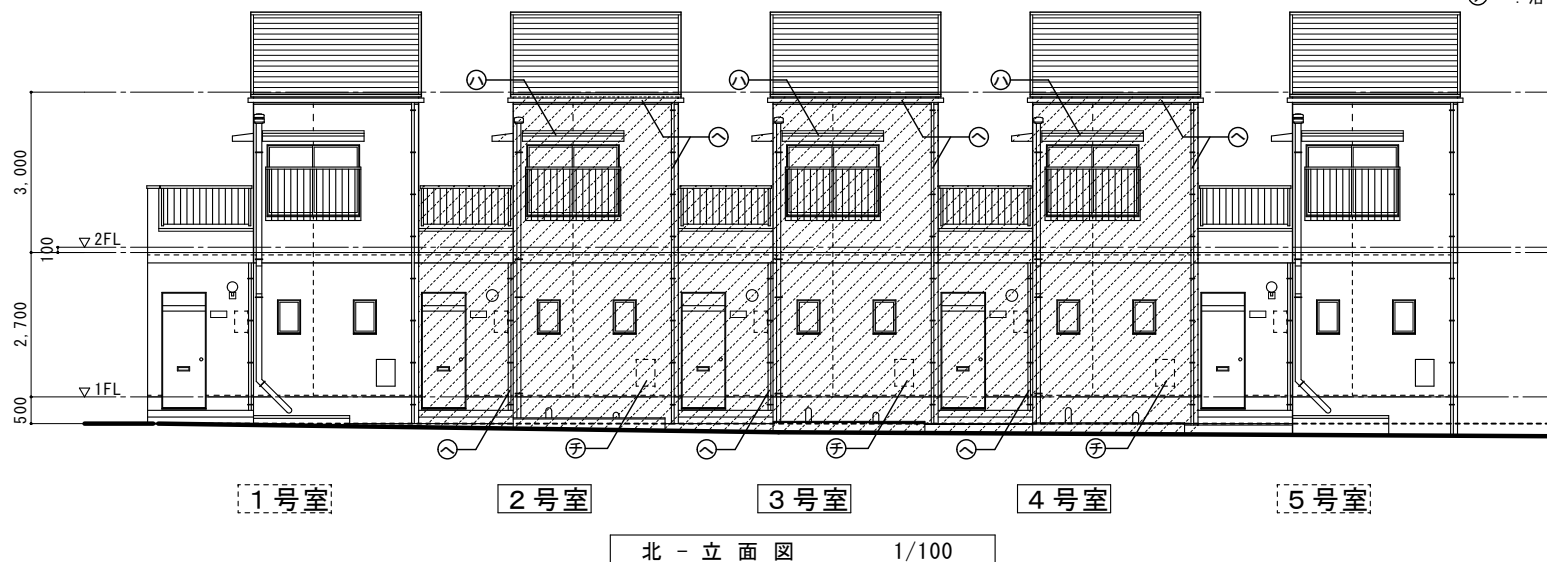 ㋠ : 浴
㋩ ㋩ ㋩
㋬ ㋬ ㋬
3,000
▽2FL
100
2,700
▽1FL
500
㋬ ㋠ ㋬ ㋠ ㋬ ㋠
1号室 2号室 3号室 4号室 5号室
北 - 立 面 図 1/100